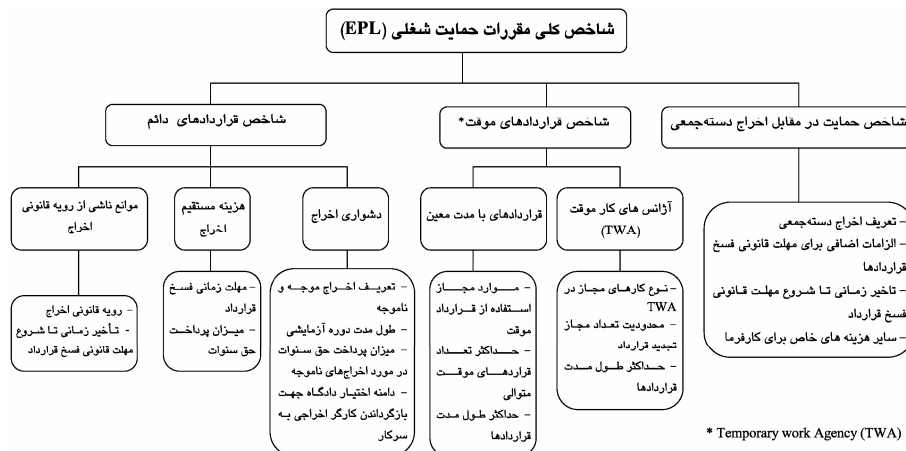 شاخص کلی مقررات حمایت شغلی (EPL)
شاخص حمایت در مقابل اخراج دسته‌جمعی
شاخص قراردادهای موقت*
شاخص قراردادهای دائم
– تعریف اخراج دسته‌جمعی
– الزامات اضافی برای مهلت قانونی فسخ
قراردادها
– تاخیر زمانی تا شروع مهلت قانونی
فسخ قرارداد
– سایر هزینه های خاص برای کارفرما
آژانس های کار موقت
(TWA)
– نوع کارهای مجاز در
TWA
– محدودیت تعداد مجاز
تجدید قرارداد
– حداکثر طول مدت
قراردادها
قراردادهای با مدت معین
– موارد مجاز
استفاده از قرارداد
موقت
– حداکثر تعداد
قراردهای موقت
متوالی
– حداکثر طول مدت
قراردادها
دشواری اخراج
– تعریف اخراج موجه و
ناموجه
– طول مدت دوره آزمایشی
– میزان پرداخت حق سنوات
در مورد اخراج‌های ناموجه
– دامنه اختیار دادگاه جهت
بازگرداندن کارگر اخراجی به
سرکار
هزینه مستقیم
اخراج
– مهلت زمانی فسخ
قرارداد
– میزان پرداخت
حق سنوات
موانع ناشی از رویه قانونی
اخراج
– رویه قانونی اخراج
- تأخیر زمانی تا شروع
مهلت قانونی فسخ قرارداد
* Temporary work Agency (TWA)